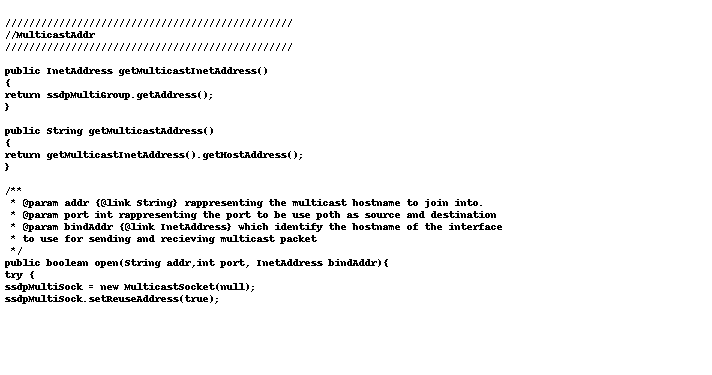 ////////////////////////////////////////////////
//MulticastAddr
////////////////////////////////////////////////
public InetAddress getMulticastInetAddress()
{
return ssdpMultiGroup.getAddress();
}
public String getMulticastAddress()
{
return getMulticastInetAddress().getHostAddress();
}
/**
* @param addr {@link String} rappresenting the multicast hostname to join into.
* @param port int rappresenting the port to be use poth as source and destination
* @param bindAddr {@link InetAddress} which identify the hostname of the interface
* to use for sending and recieving multicast packet
*/
public boolean open(String addr,int port, InetAddress bindAddr){
try {
ssdpMultiSock = new MulticastSocket(null);
ssdpMultiSock.setReuseAddress(true);